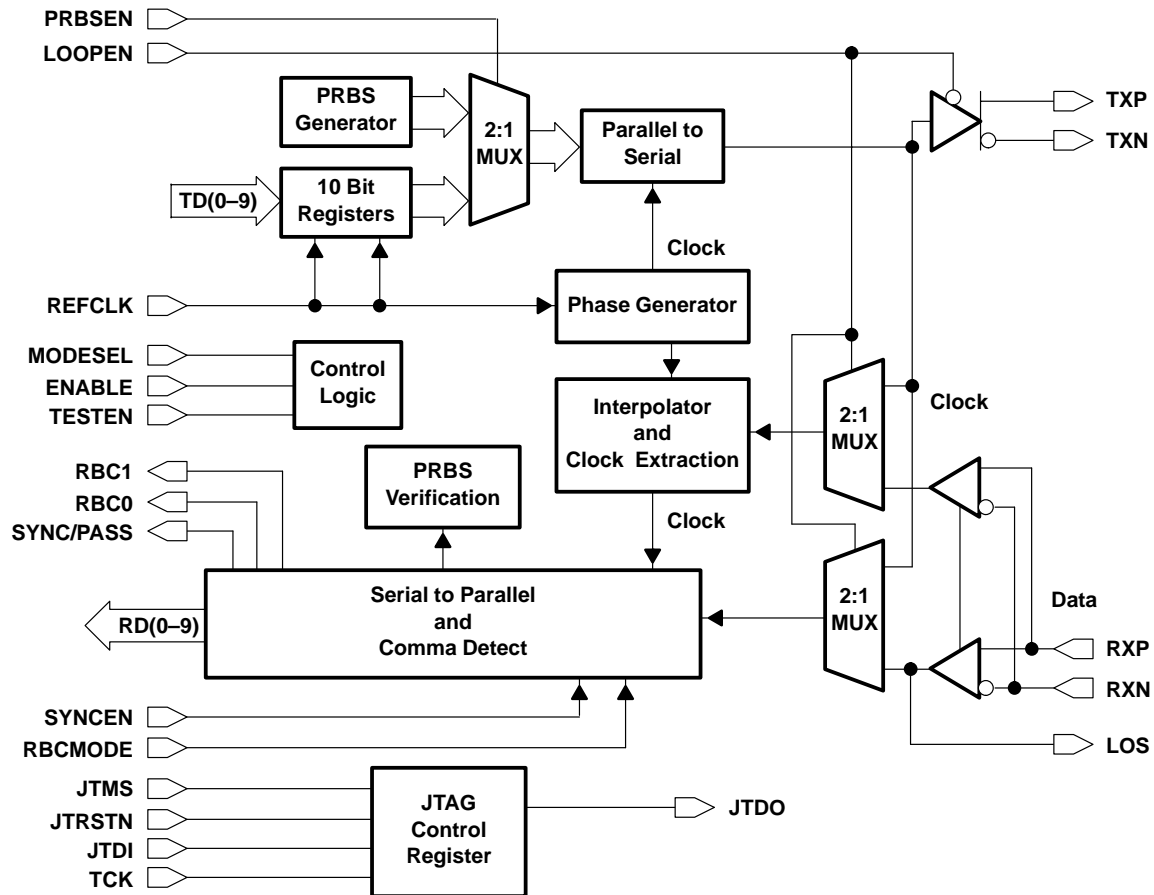 PRBSEN
LOOPEN
PRBS
Generator
2:1
MUX
Parallel to
Serial
TXP
TXN
TD(0–9)
10 Bit
Registers
Clock
REFCLK
Phase Generator
MODESEL
ENABLE
TESTEN
Control
Logic
Interpolator
and
Clock Extraction
2:1
MUX
Clock
RBC1
RBC0
SYNC/PASS
PRBS
Verification
Clock
RD(0–9)
Serial to Parallel
and
Comma Detect
2:1
MUX
Data
RXP
RXN
SYNCEN
RBCMODE
LOS
JTMS
JTRSTN
JTDI
TCK
JTAG
Control
Register
JTDO